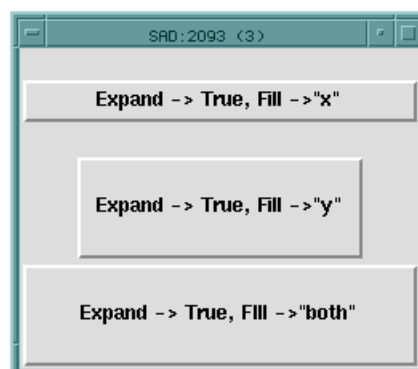 SAD:2093 (3)
Expand -> True, Fill ->"x"
Expand -> True, Fill ->"y"
Expand -> True, FIll ->"both"